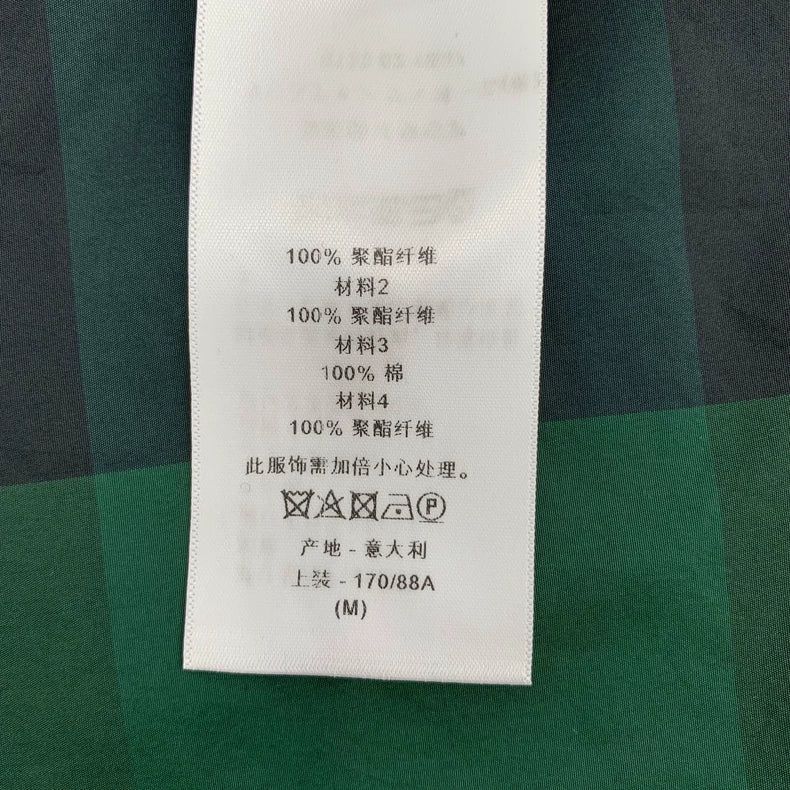 100% 聚酯纤维
材料2
100% 聚酯纤维
材料3
100% 棉
材料4
100% 聚酯纤维
此服饰需加倍小心处理。
P
产地 - 意大利
上装 - 170/88A
(M)